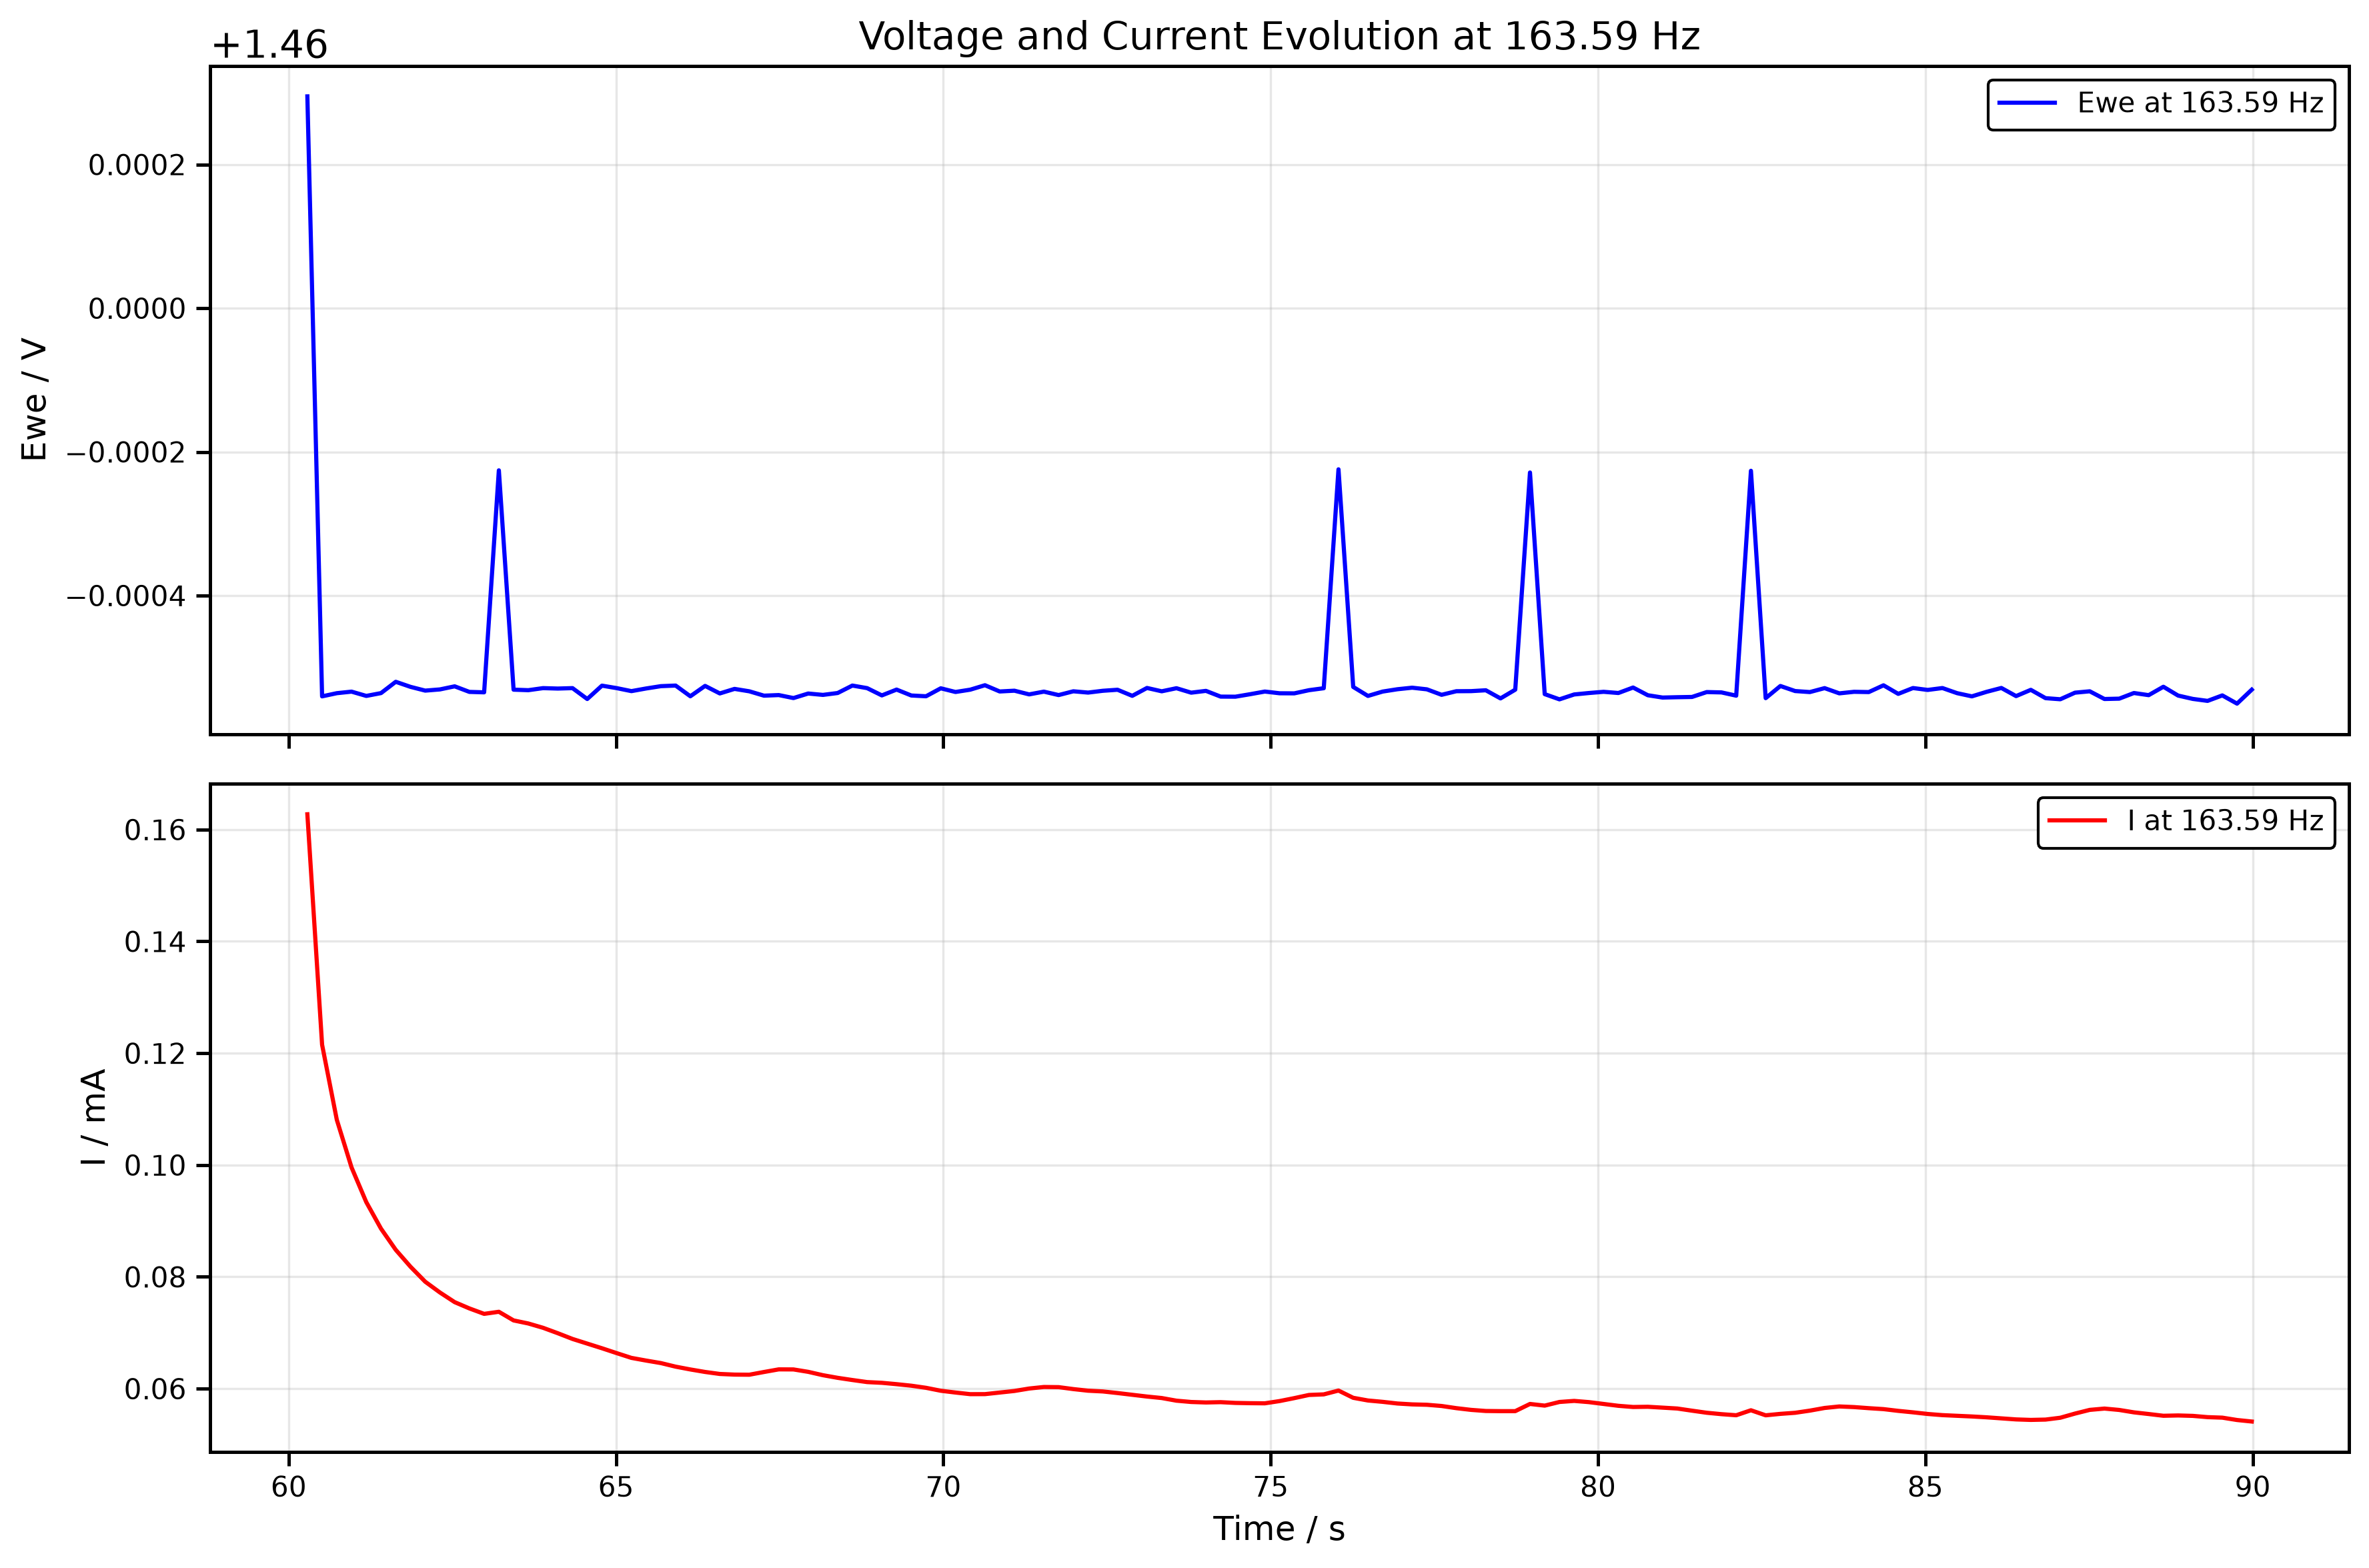 Voltage and Current Evolution at 163.59 Hz
+1.46
Ewe at 163.59 Hz
0.0002
0.0000
−0.0002
−0.0004
Ewe / V
I at 163.59 Hz
0.16
0.14
0.12
0.10
0.08
0.06
I / mA
60 65 70 75 80 85 90
Time / s